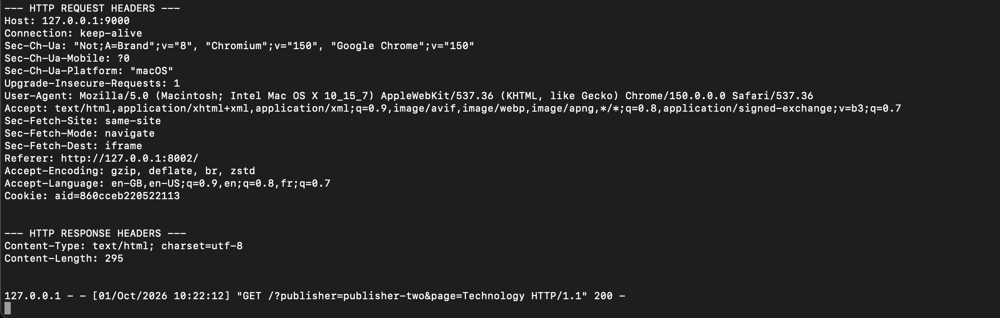 --- HTTP REQUEST HEADERS ---
Host: 127.0.0.1:9000
Connection: keep-alive
Sec-Ch-Ua: "Not;A=Brand";v="8", "Chromium";v="150", "Google Chrome";v="150"
Sec-Ch-Ua-Mobile: ?0
Sec-Ch-Ua-Platform: "macOS"
Upgrade-Insecure-Requests: 1
User-Agent: Mozilla/5.0 (Macintosh; Intel Mac OS X 10_15_7) AppleWebKit/537.36 (KHTML, like Gecko) Chrome/150.0.0.0 Safari/537.36
Accept: text/html,application/xhtml+xml,application/xml;q=0.9,image/avif,image/webp,image/apng,*/*;q=0.8,application/signed-exchange;v=b3;q=0.7
Sec-Fetch-Site: same-site
Sec-Fetch-Mode: navigate
Sec-Fetch-Dest: iframe
Referer: http://127.0.0.1:8002/
Accept-Encoding: gzip, deflate, br, zstd
Accept-Language: en-GB,en-US;q=0.9,en;q=0.8,fr;q=0.7
Cookie: aid=860cceb220522113
--- HTTP RESPONSE HEADERS ---
Content-Type: text/html; charset=utf-8
Content-Length: 295
127.0.0.1 - - [01/Oct/2026 10:22:12] "GET /?publisher=publisher-two&page=Technology HTTP/1.1" 200 -